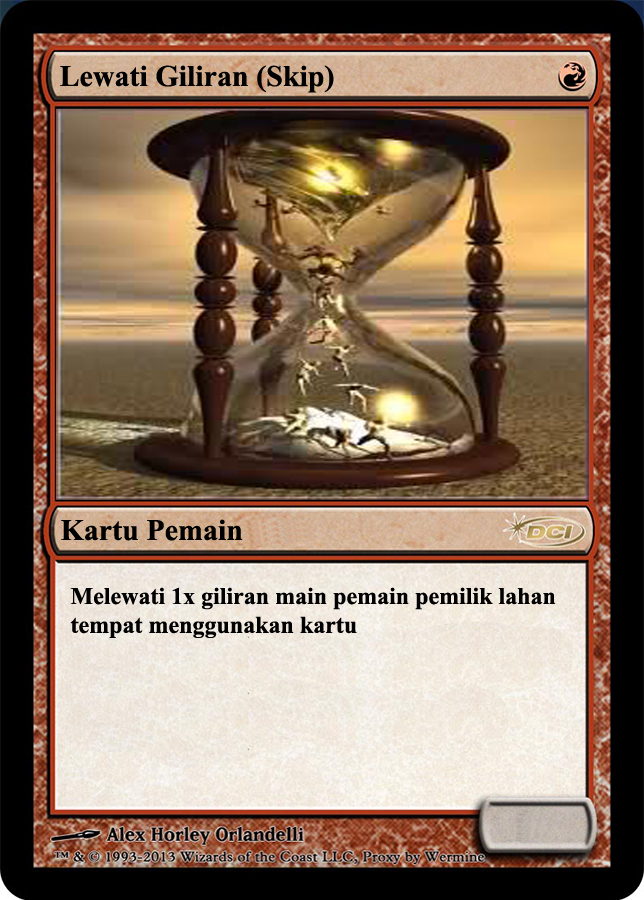 Lewati Giliran (Skip)
Kartu Pemain
DCI
Melewati 1x giliran main pemain pemilik lahan
tempat menggunakan kartu
Alex Horley Orlandelli
™ & © 1993-2013 Wizards of the Coast LLC, Proxy by Wermine